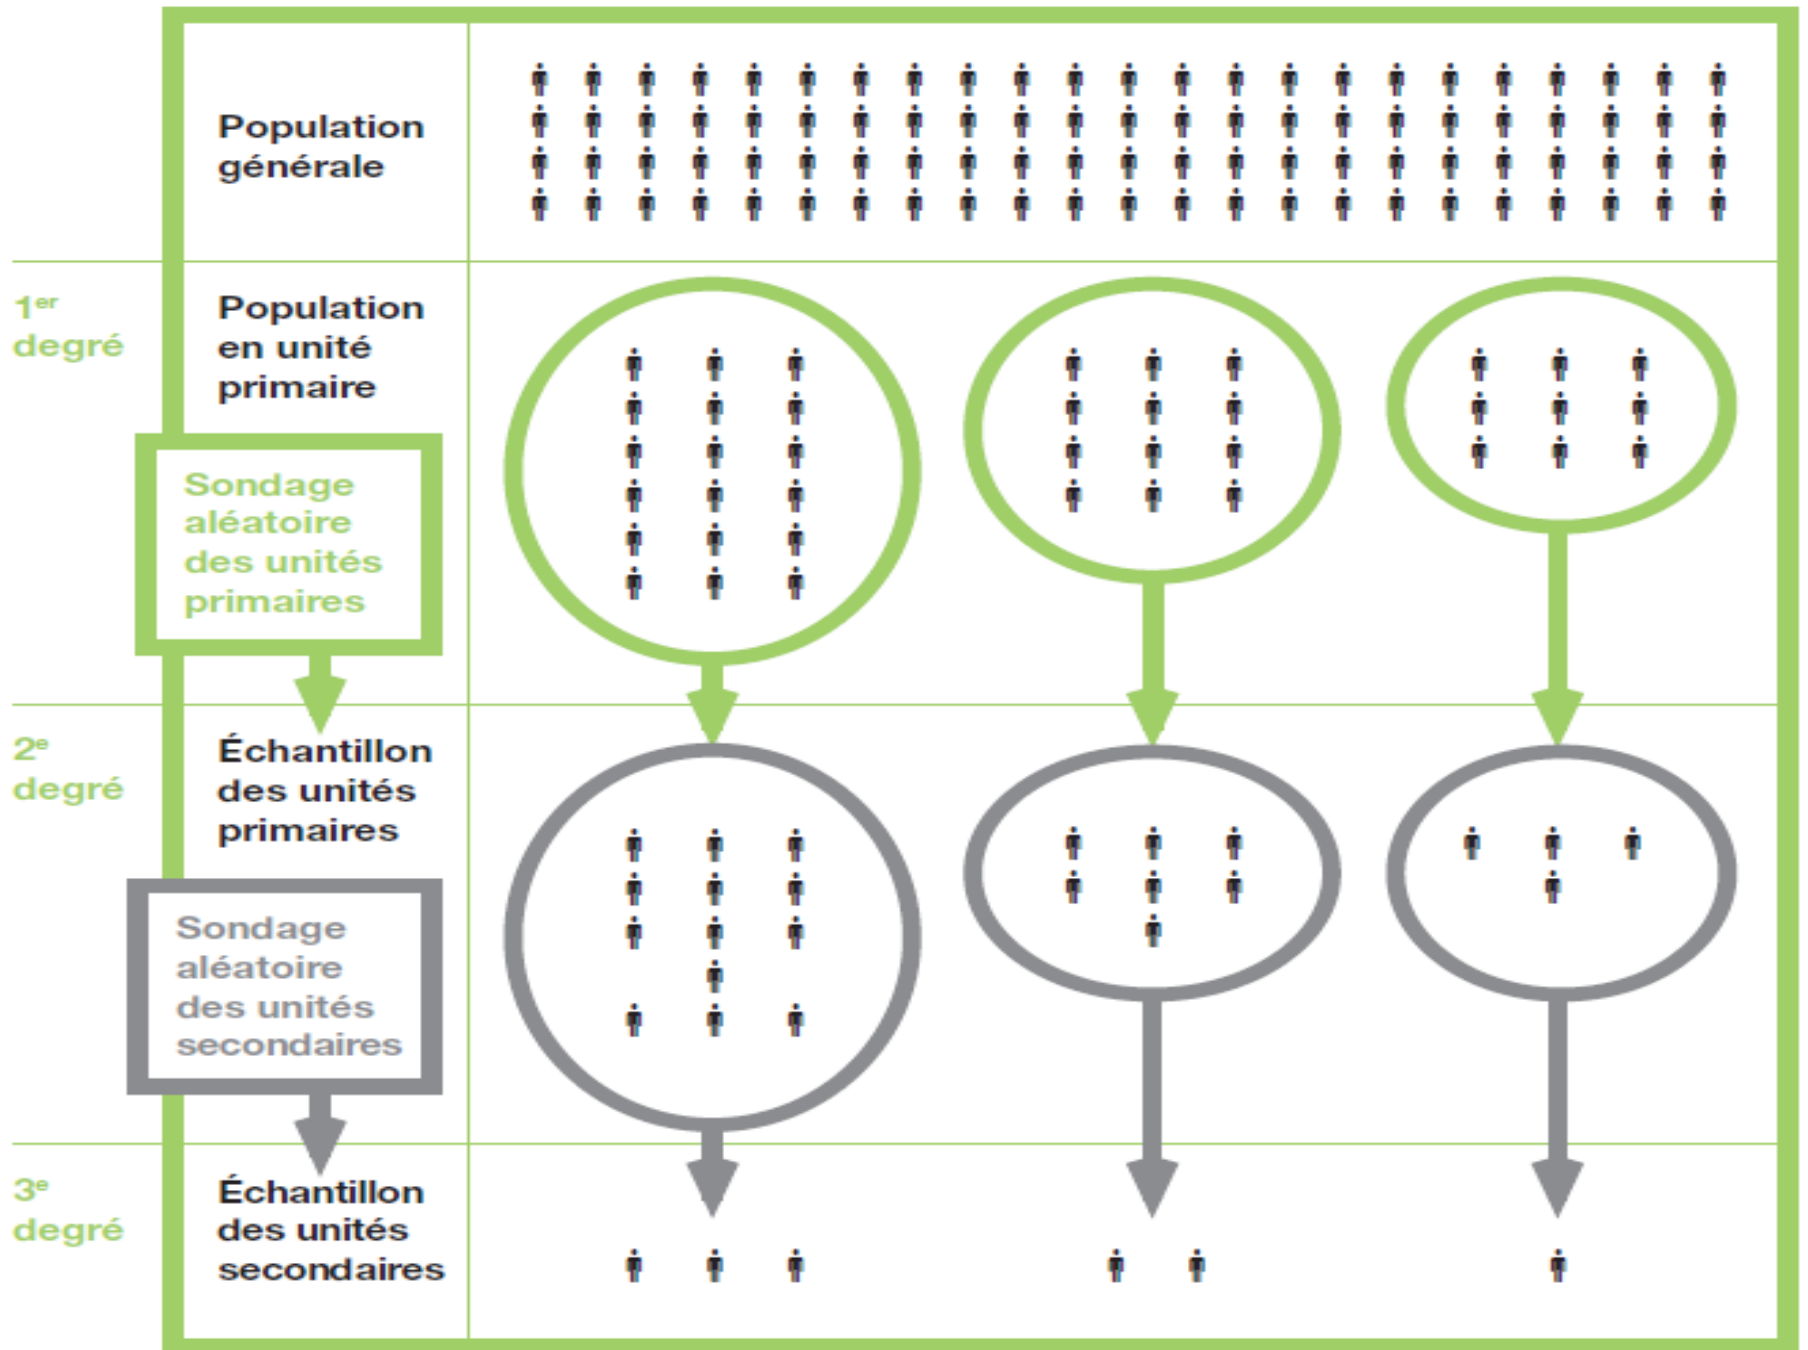 Population
générale
1er
degré
Population
en unité
primaire
Sondage
aléatoire
des unités
primaires
2e
degré
Échantillon
des unités
primaires
Sondage
aléatoire
des unités
secondaires
3e
degré
Échantillon
des unités
secondaires